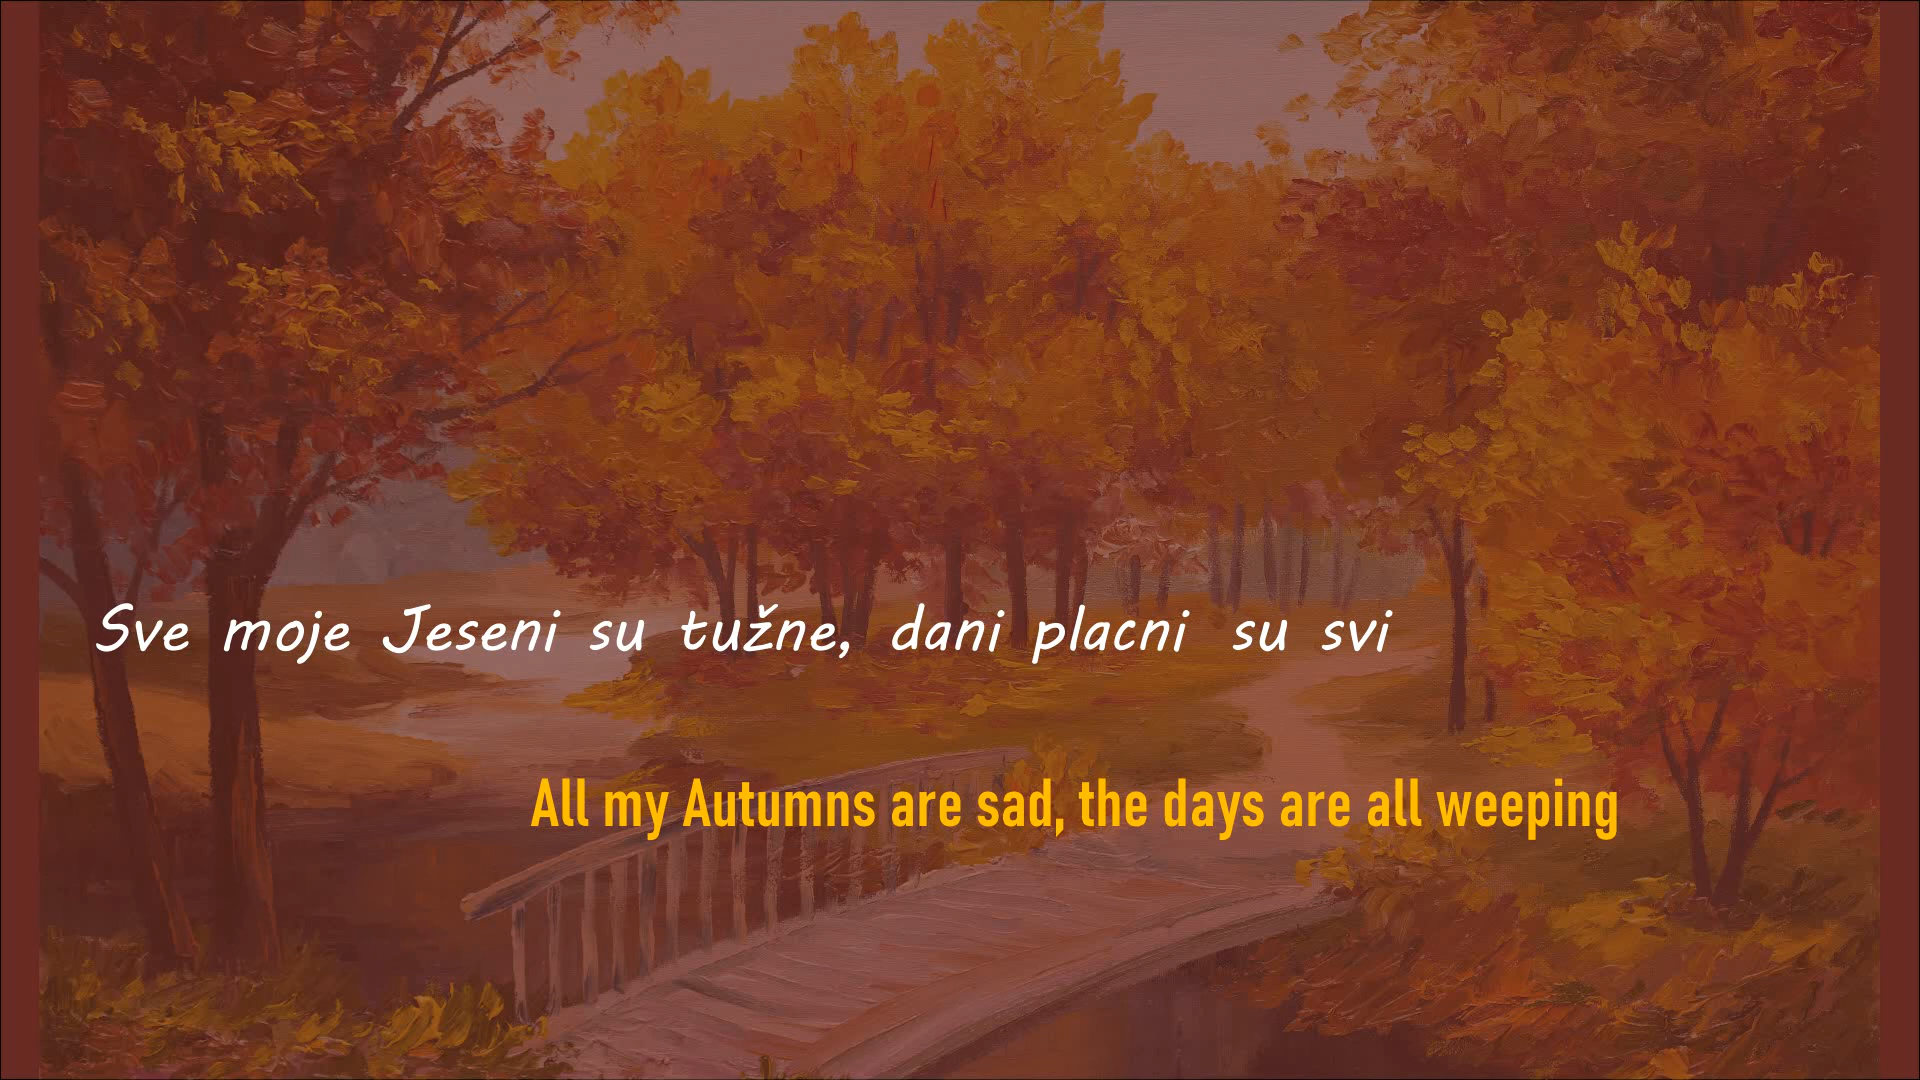 Sve moje Jeseni su tužne, dani placni su svi
All my Autumns are sad, the days are all weeping